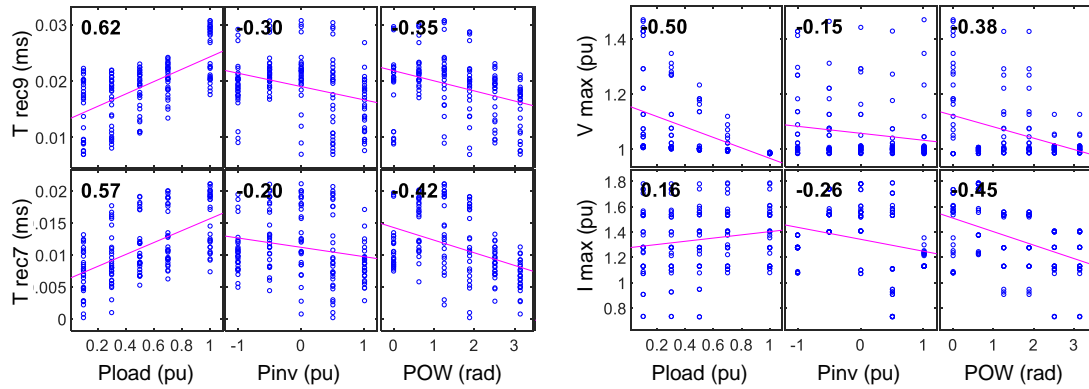 0.03
0.02
0.01
T rec9 (ms)
0.62
-0.30
-0.35
0.02
0.015
0.01
0.005
0
T rec7 (ms)
0.57
-0.20
-0.42
0.2 0.4 0.6 0.8 1
-1 0 1
0 1 2 3
Pload (pu)
Pinv (pu)
POW (rad)
1.4
1.2
1
V max (pu)
-0.50
-0.15
-0.38
1.8
1.6
1.4
1.2
1
0.8
I max (pu)
0.16
-0.26
-0.45
0.2 0.4 0.6 0.8 1
-1 0 1
0 1 2 3
Pload (pu)
Pinv (pu)
POW (rad)